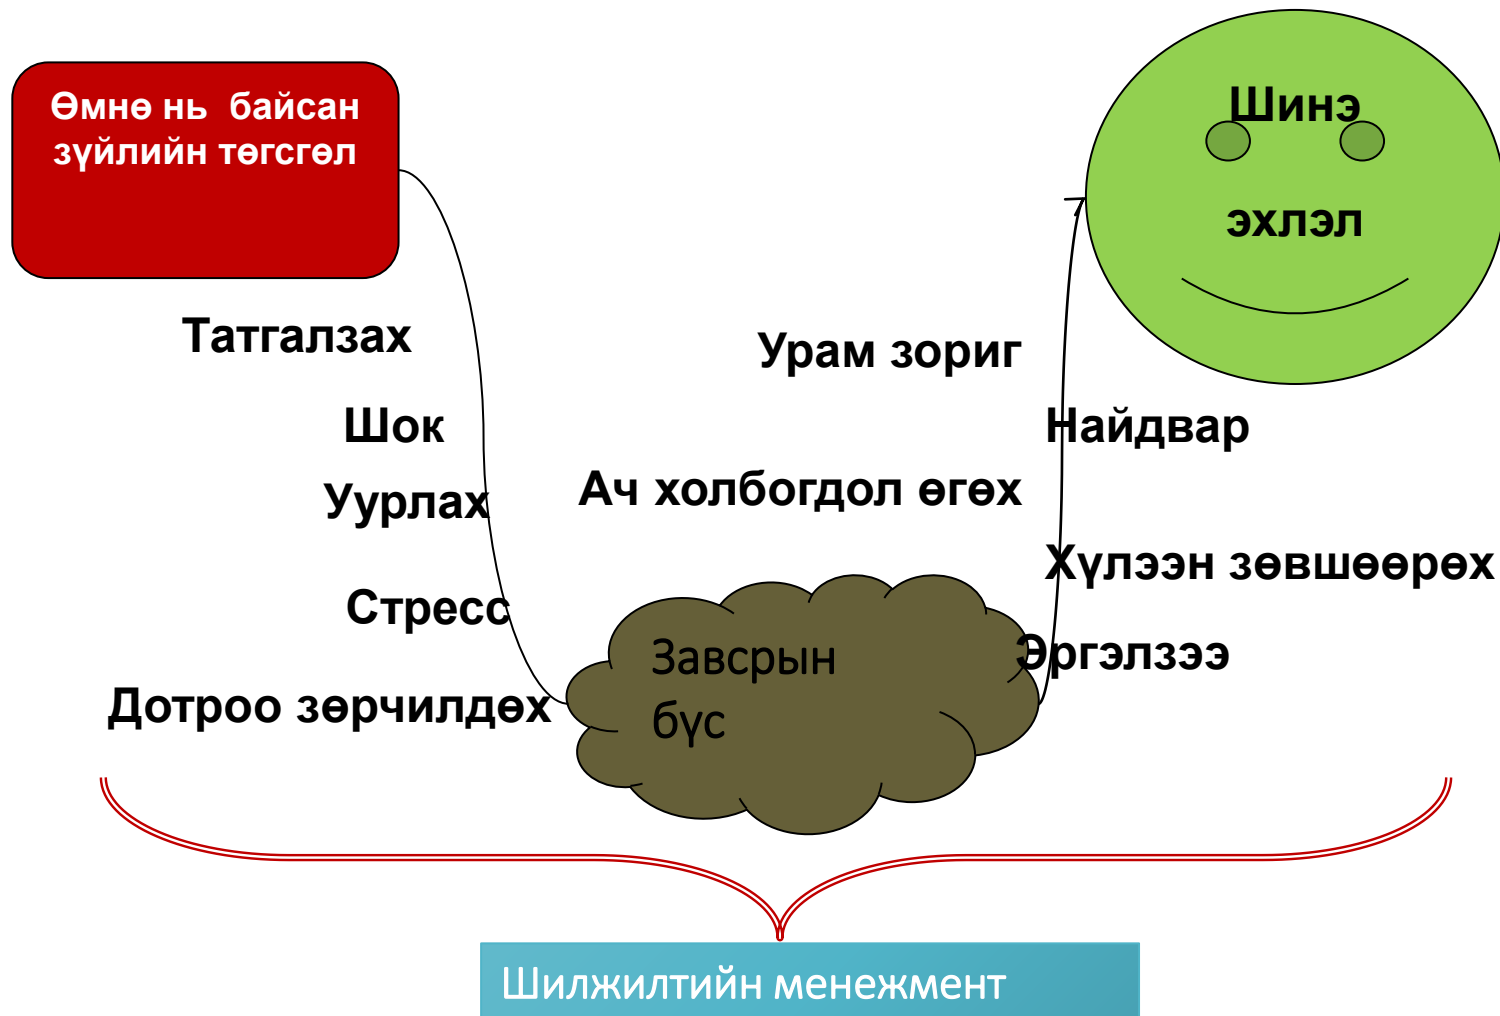 Өмнө нь байсан
зүйлийн төгсгөл
Шинэ
эхлэл
Татгалзах
Шок
Уурлах
Стресс
Дотроо зөрчилдөх
Завсрын
бүс
Урам зориг
Найдвар
Ач холбогдол өгөх
Хүлээн зөвшөөрөх
Эргэлзээ
Шилжилтийн менежмент